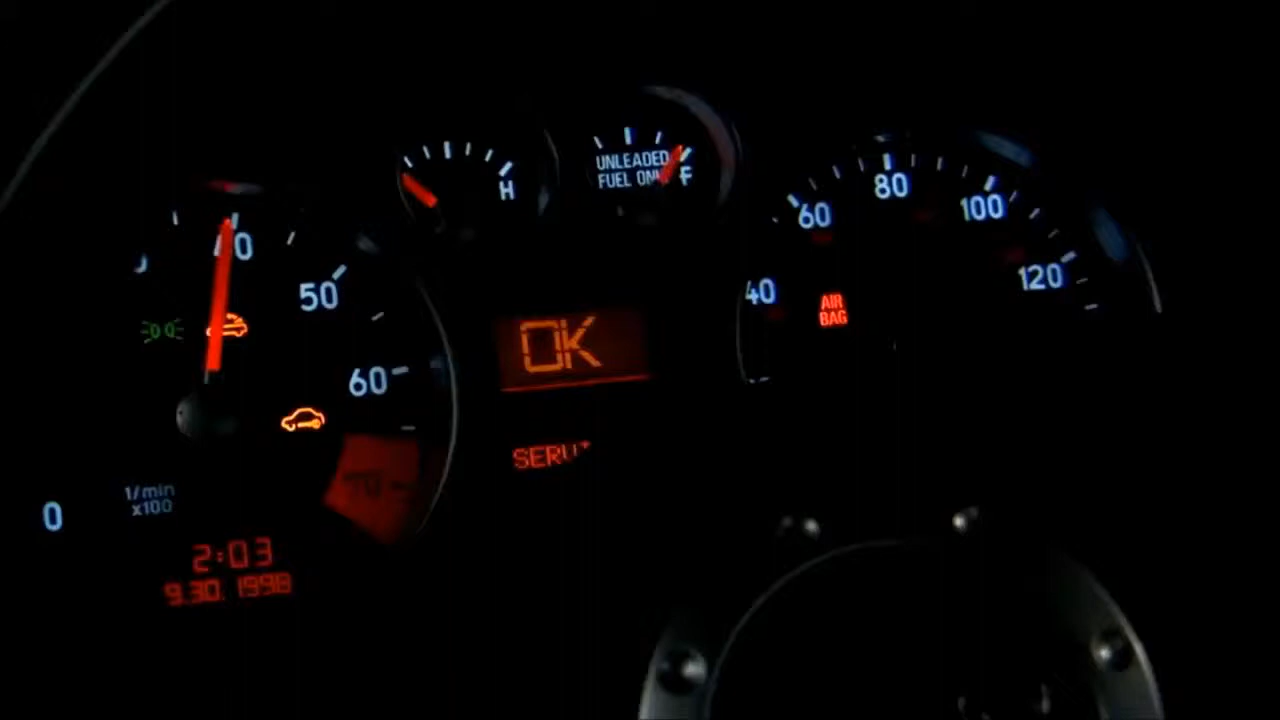 50
60
1/min
x100
0
2:03
9.30.1998
H
UNLEADED
FUEL ONLY
F
OK
40
60
80
100
120
AIR
BAG
70